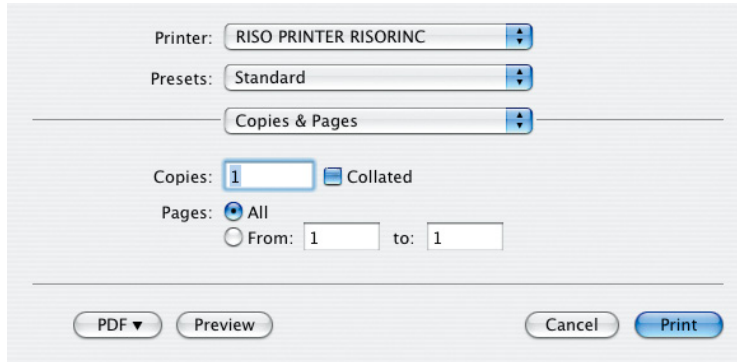 Printer: RISO PRINTER RISORINC
Presets: Standard
Copies & Pages
Copies: 1 Collated
Pages: All
From: 1 to: 1
PDF ▼ Preview Cancel Print